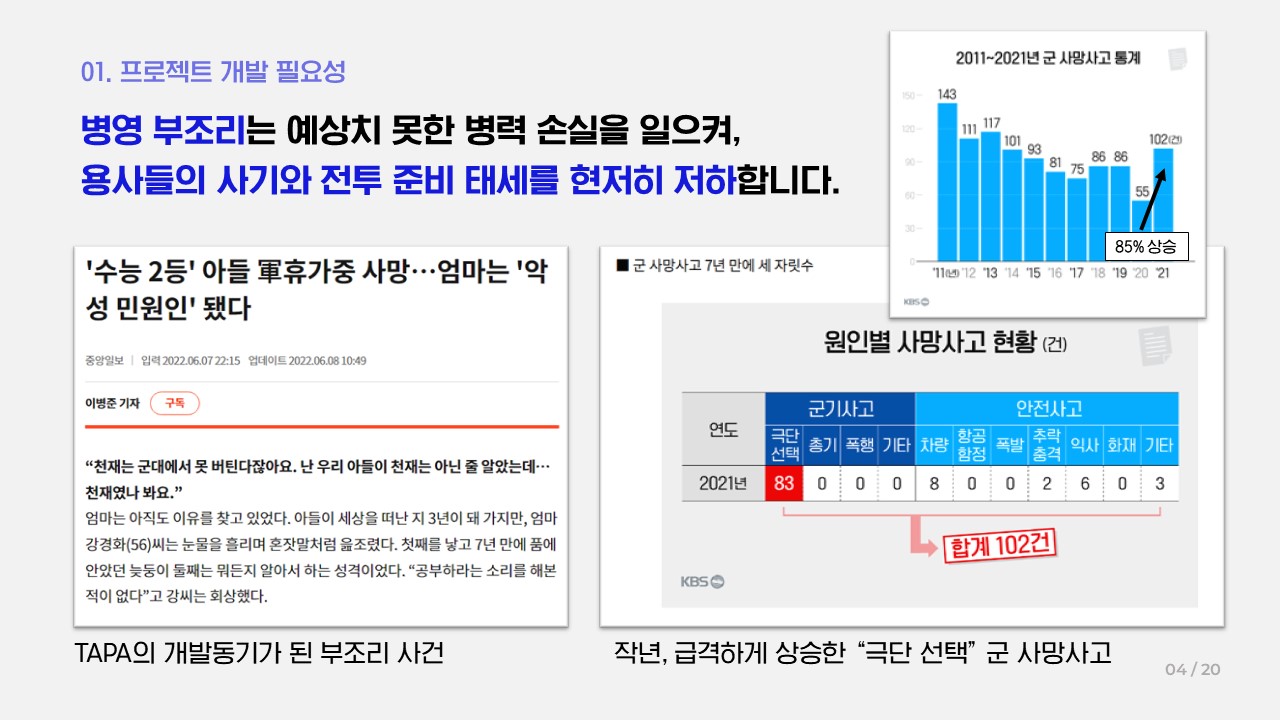 01. 프로젝트 개발 필요성
병영 부조리는 예상치 못한 병력 손실을 일으켜,
용사들의 사기와 전투 준비 태세를 현저히 저하합니다.
2011~2021년 군 사망사고 통계
150
120
90
60
30
0
143
111
117
101
93
81
75
86
86
55
102(건)
85% 상승
'11(년) '12 '13 '14 '15 '16 '17 '18 '19 '20 '21
KBS
'수능 2등' 아들 軍휴가중 사망…엄마는 '악
성 민원인' 됐다
중앙일보 | 입력 2022.06.07 22:15 업데이트 2022.06.08 10:49
이병준 기자 구독
“천재는 군대에서 못 버틴다잖아요. 난 우리 아들이 천재는 아닌 줄 알았는데…
천재였나 봐요.”
엄마는 아직도 이유를 찾고 있었다. 아들이 세상을 떠난 지 3년이 돼 가지만, 엄마
강경화(56)씨는 눈물을 흘리며 혼잣말처럼 읊조렸다. 첫째를 낳고 7년 만에 품에
안았던 늦둥이 둘째는 뭐든지 알아서 하는 성격이었다. “공부하라는 소리를 해본
적이 없다”고 강씨는 회상했다.
TAPA의 개발동기가 된 부조리 사건
■ 군 사망사고 7년 만에 세 자릿수
원인별 사망사고 현황 (건)
연도 군기사고 안전사고
극단 선택 총기 폭행 기타 차량 항공 함정 폭발 추락 충격 익사 화재 기타
2021년 83 0 0 0 8 0 0 2 6 0 3
합계 102건
KBS
작년, 급격하게 상승한 “극단 선택” 군 사망사고
04 / 20